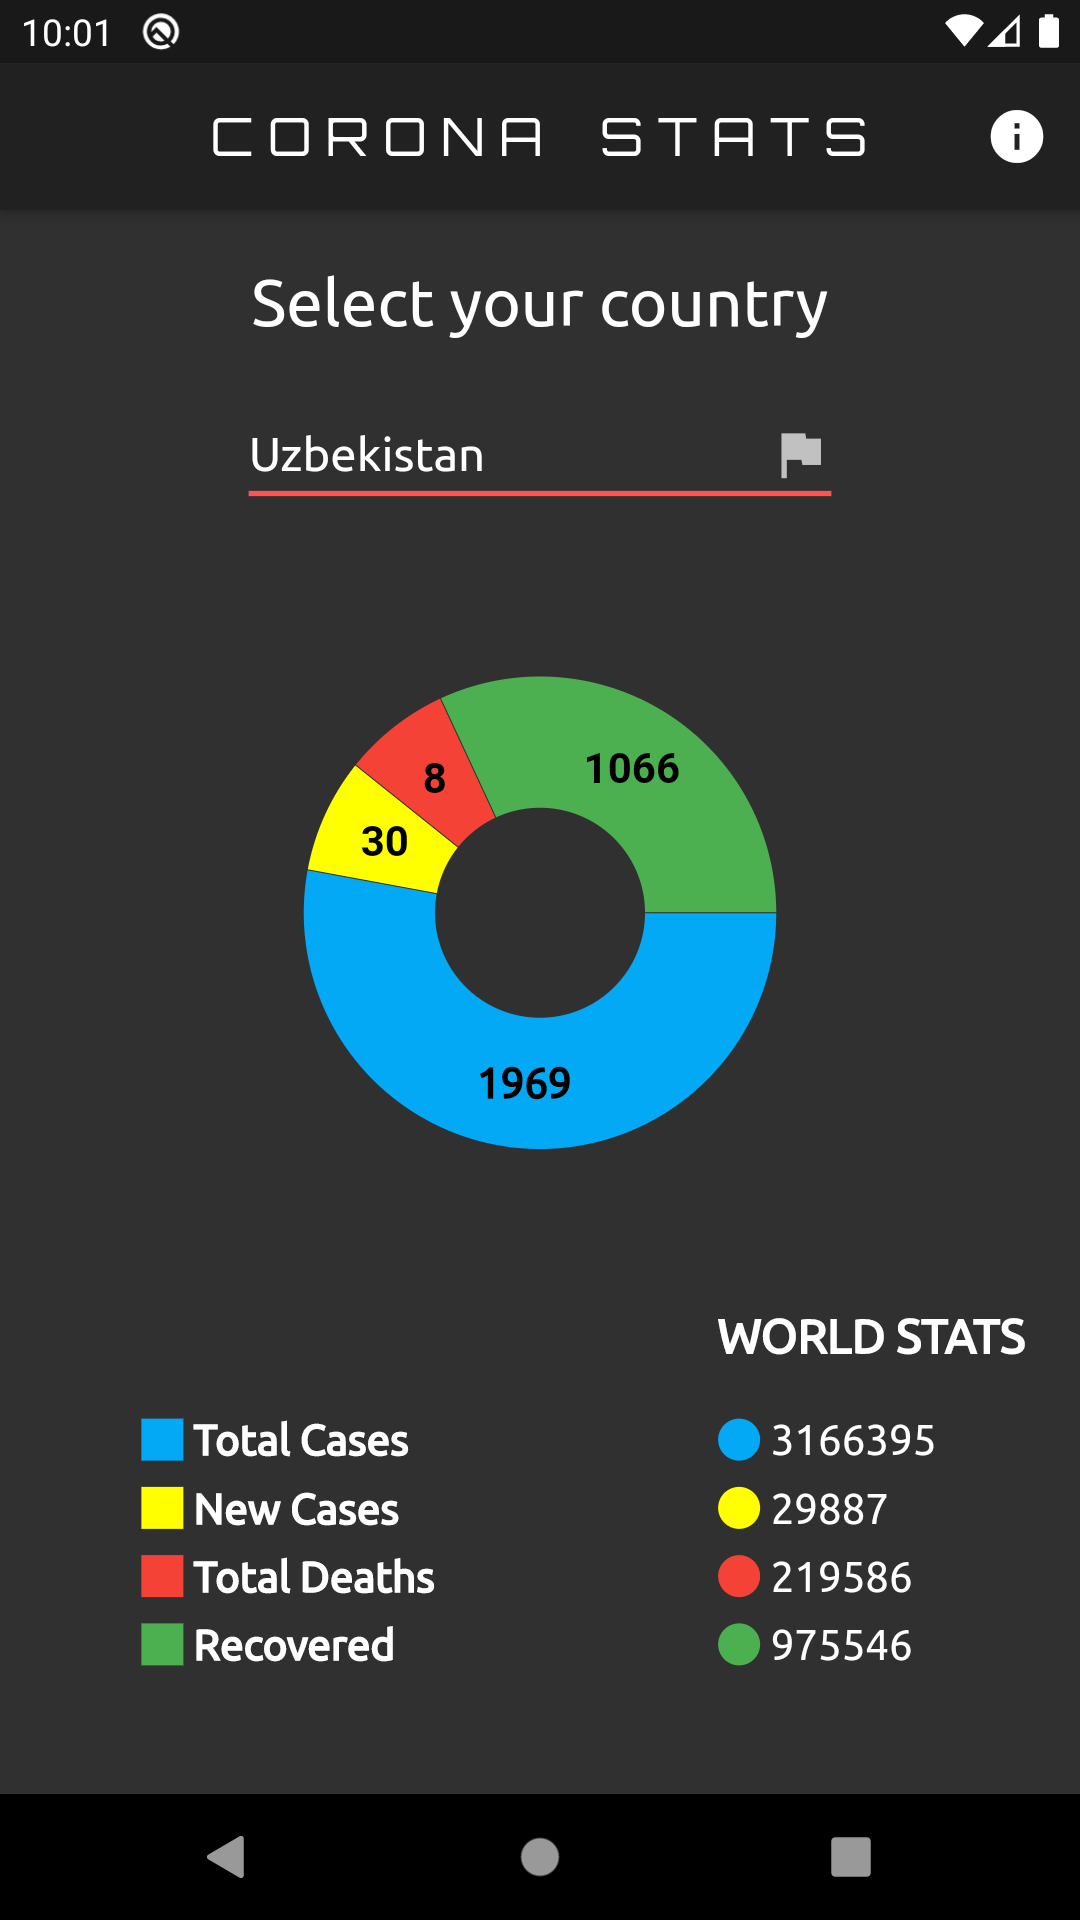 10:01
CORONA STATS
Select your country
Uzbekistan
1066
8
30
1969
WORLD STATS
Total Cases 3166395
New Cases 29887
Total Deaths 219586
Recovered 975546